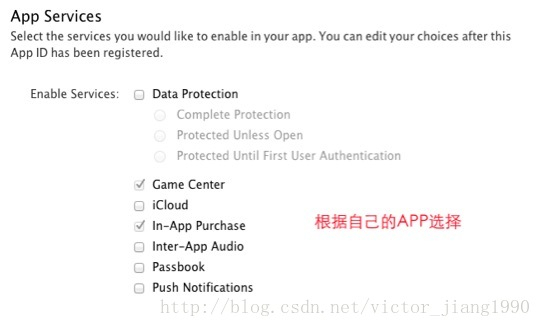 App Services
Select the services you would like to enable in your app. You can edit your choices after this
App ID has been registered.
Enable Services: Data Protection
Complete Protection
Protected Unless Open
Protected Until First User Authentication
Game Center
iCloud
In-App Purchase
根据自己的APP选择
Inter-App Audio
Passbook
Push Notifications
http://blog.csdn.net/victor_jiang1990